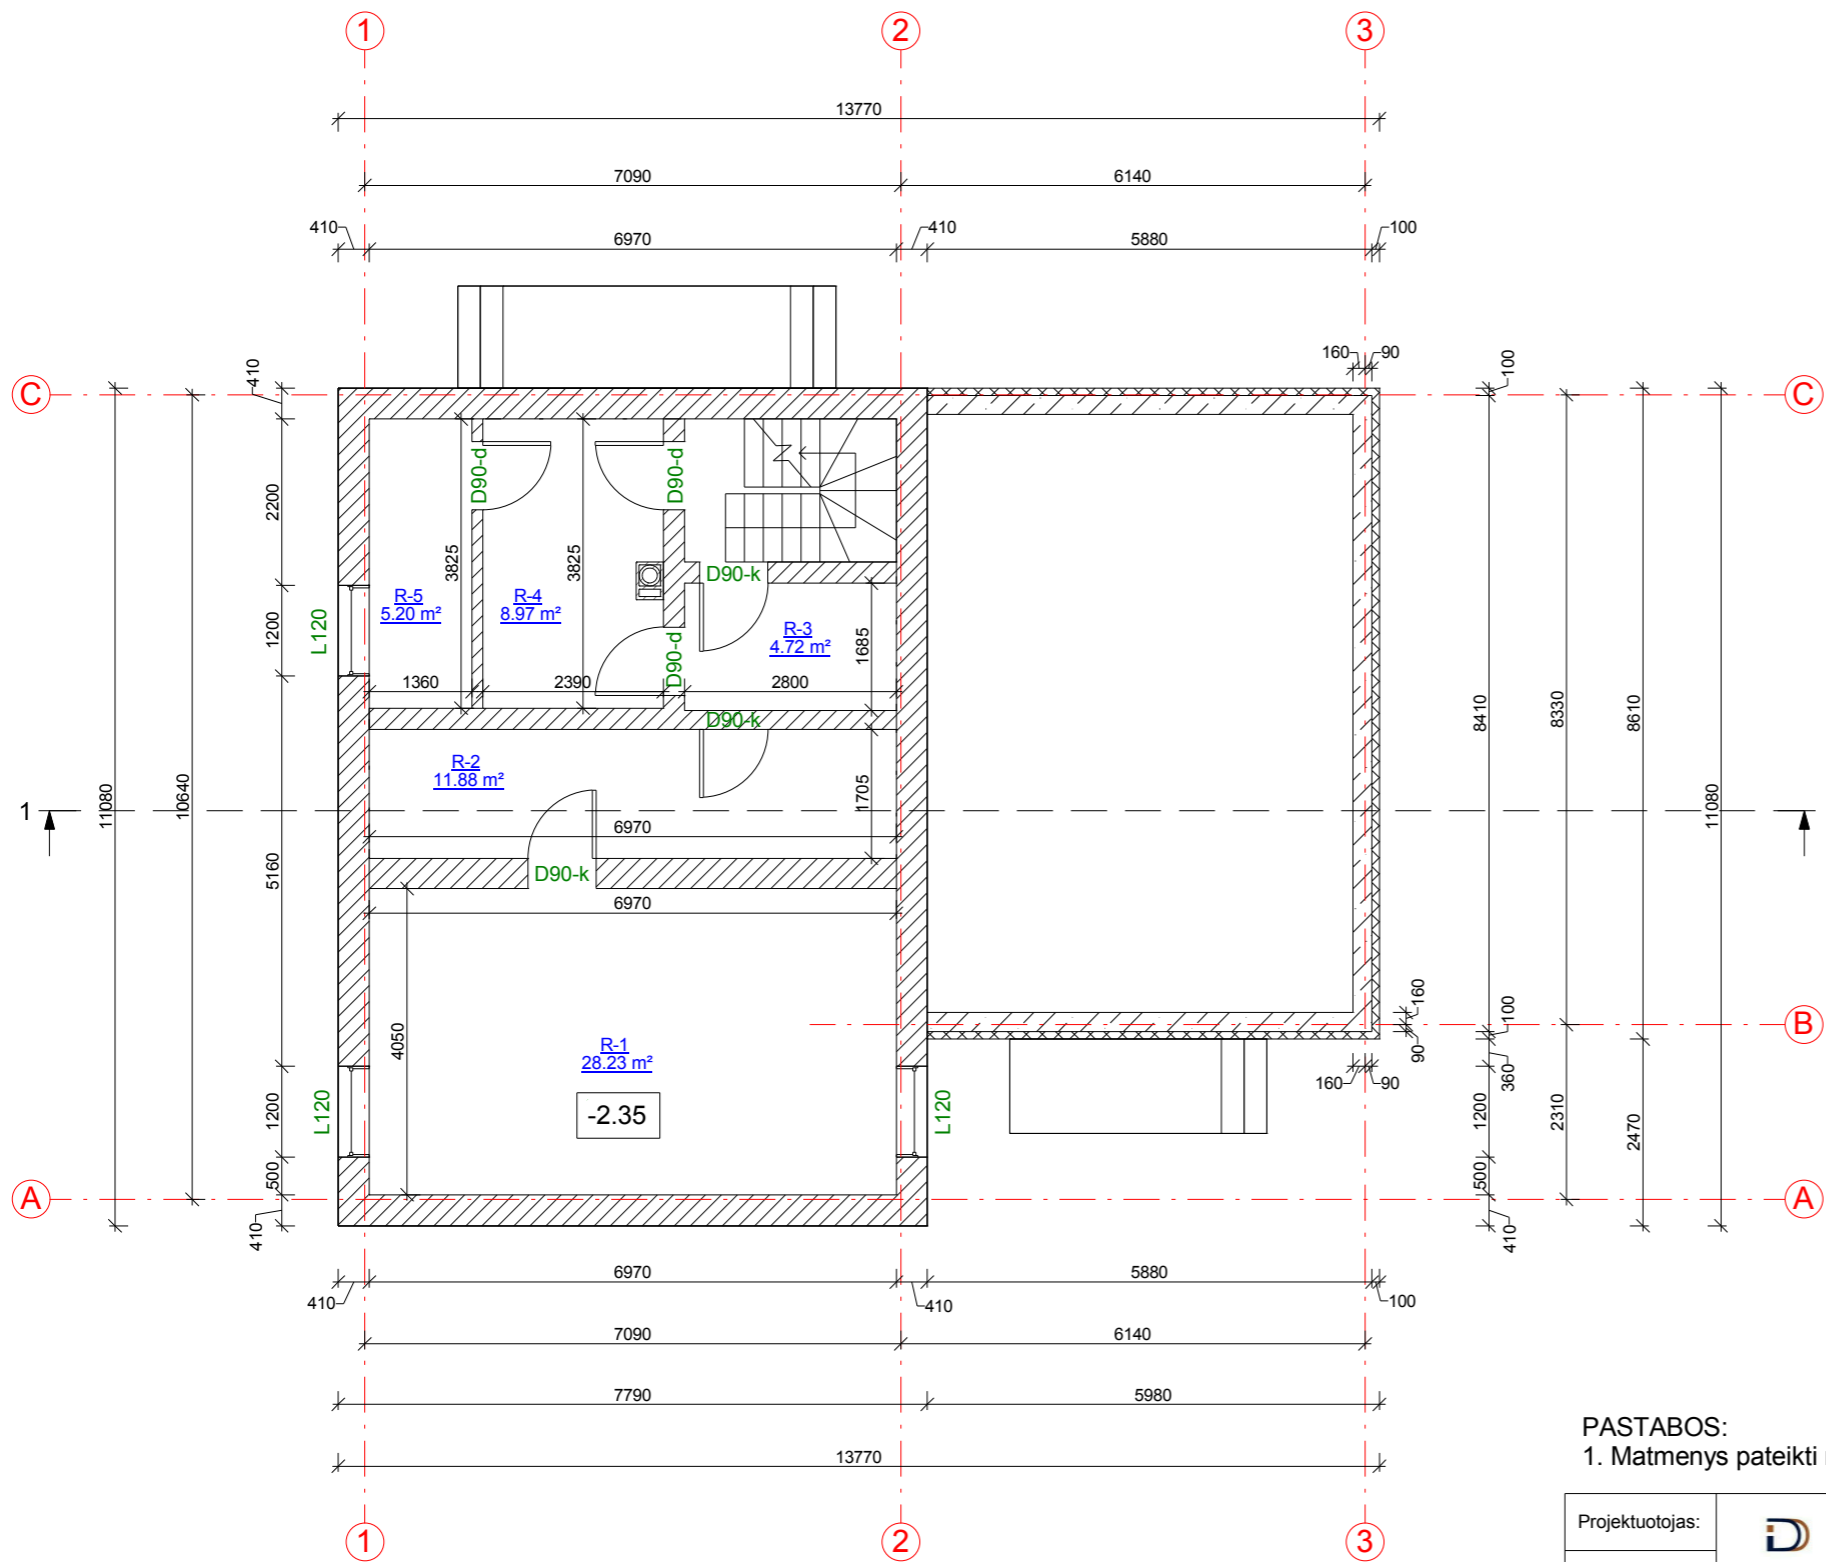 1 2 3
13770
7090 6140
410 6970 410 5880 100
160 90
C C
410 100
2200
D90-d D90-d
3825 3825
D90-k
R-5
5.20 m²
R-4
8.97 m²
R-3
4.72 m²
1200
L120
D90-d
1685
1360 2390 2800
D90-k
8410 8330 8610
R-2
11.88 m²
1705
11080 10640
11080
1
5160
6970
D90-k
6970
4050
160
100
B
90
R-1
28.23 m²
160 90
360
-2.35
1200
L120
L120
1200
2310
2470
500
500
A A
410
410
6970 5880
410 410 100
7090 6140
7790 5980
13770
1 2 3
PASTABOS:
1. Matmenys pateikti
Projektuotojas: